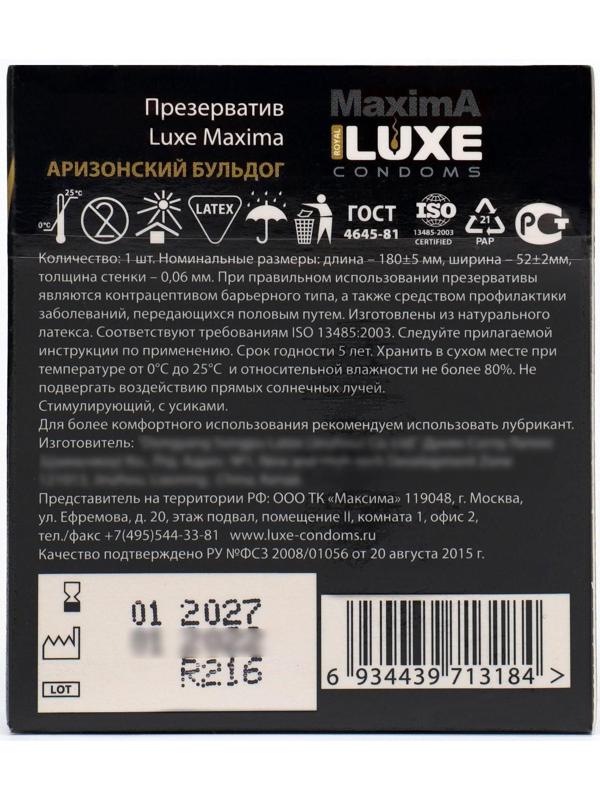 Презерватив
Luxe Maxima
АРИЗОНСКИЙ БУЛЬДОГ
MaximA
ROYAL
LUXE
CONDOMS
25°C
0°C
2
LATEX
ГОСТ
4645-81
ISO
13485-2003
CERTIFIED
21
PAP
РСТ
Количество: 1 шт. Номинальные размеры: длина – 180±5 мм, ширина – 52±2мм,
толщина стенки – 0,06 мм. При правильном использовании презервативы
являются контрацептивом барьерного типа, а также средством профилактики
заболеваний, передающихся половым путем. Изготовлены из натурального
латекса. Соответствуют требованиям ISO 13485:2003. Следуйте прилагаемой
инструкции по применению. Срок годности 5 лет. Хранить в сухом месте при
температуре от 0°С до 25°С и относительной влажности не более 80%. Не
подвергать воздействию прямых солнечных лучей.
Стимулирующий, с усиками.
Для более комфортного использования рекомендуем использовать лубрикант.
Изготовитель:
Представитель на территории РФ: ООО ТК «Максима» 119048, г. Москва,
ул. Ефремова, д. 20, этаж подвал, помещение II, комната 1, офис 2,
тел./факс +7(495)544-33-81 www.luxe-condoms.ru
Качество подтверждено РУ №ФСЗ 2008/01056 от 20 августа 2015 г.
01 2027
R216
LOT
6 934439 713184 >